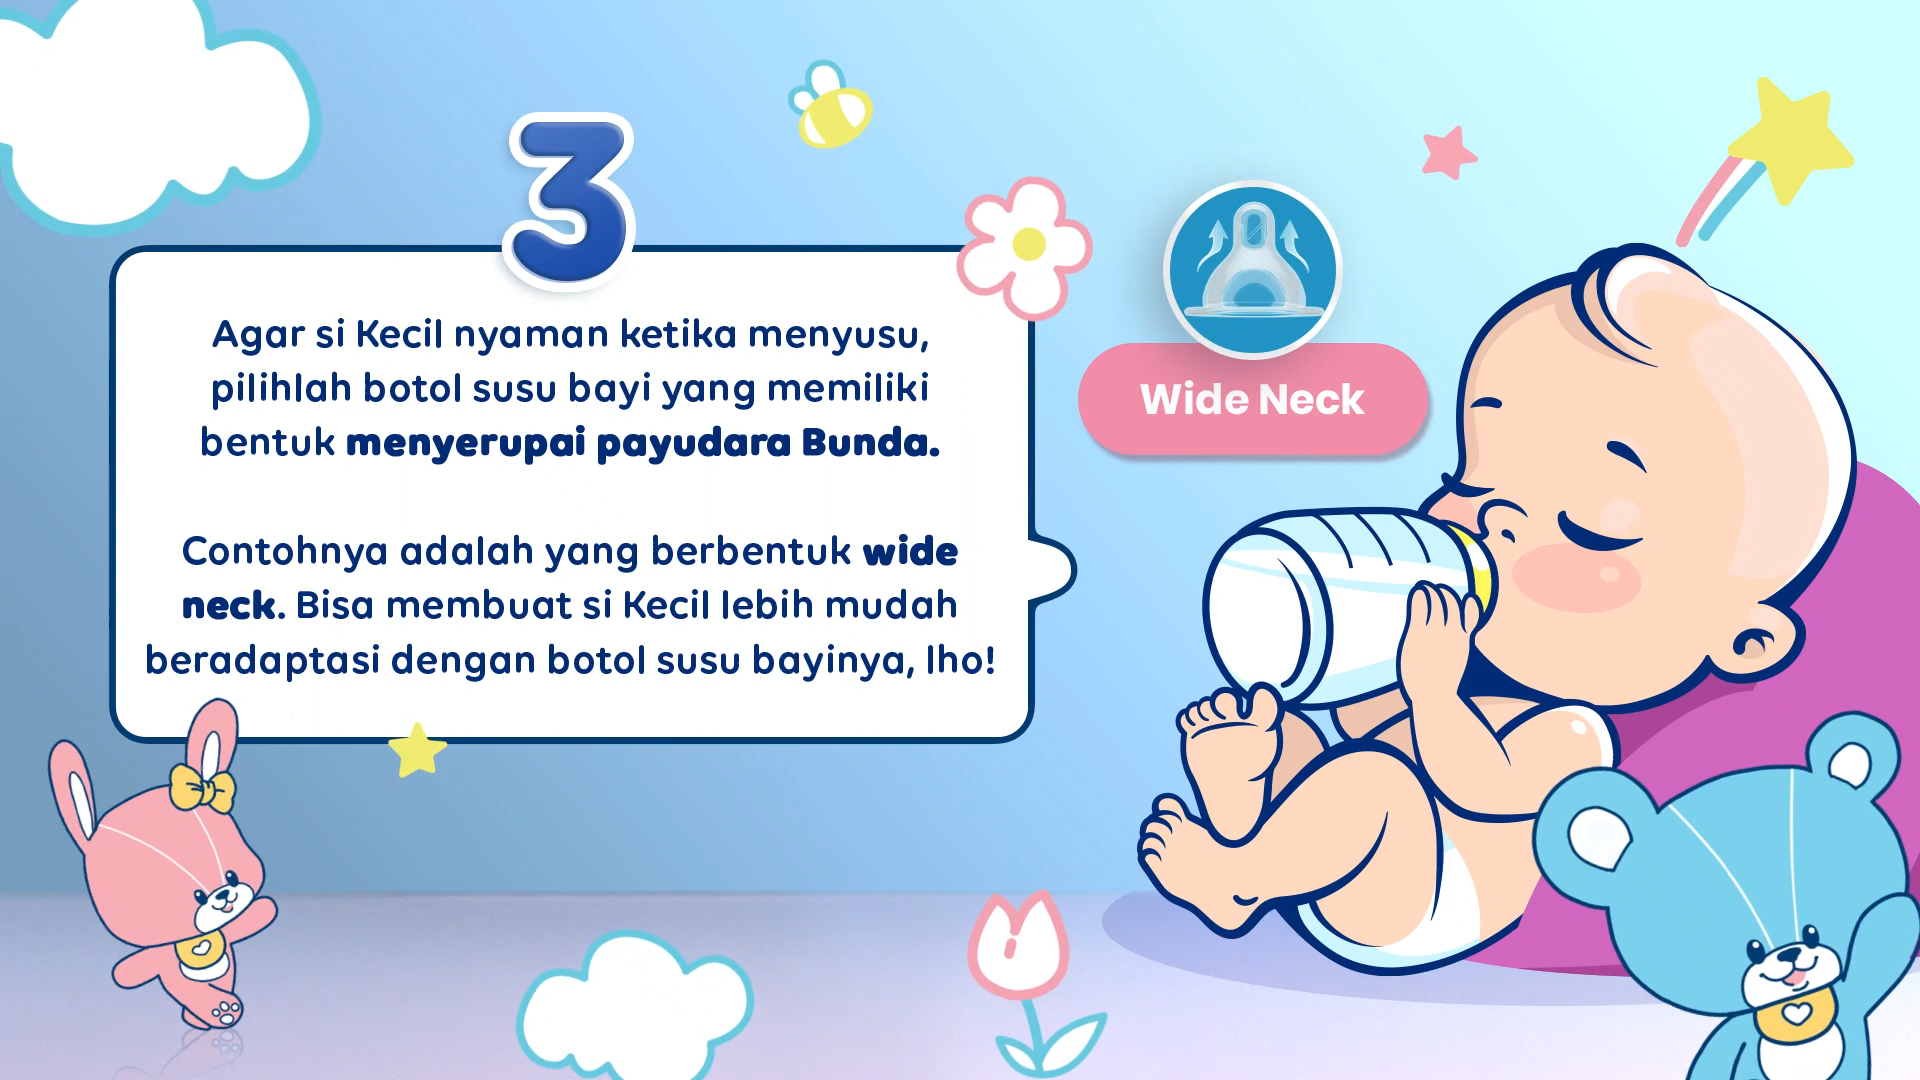 3
Agar si Kecil nyaman ketika menyusu,
pilihlah botol susu bayi yang memiliki
bentuk menyerupai payudara Bunda.
Contohnya adalah yang berbentuk wide
neck. Bisa membuat si Kecil lebih mudah
beradaptasi dengan botol susu bayinya, lho!
Wide Neck